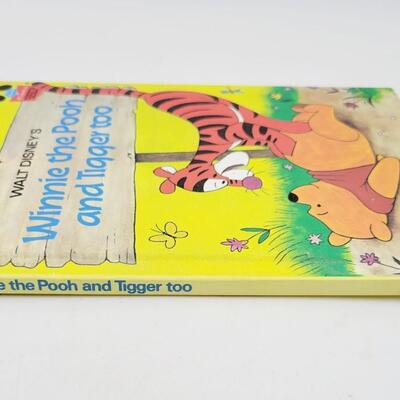 WALT DISNEY'S
Winnie the Pooh
and Tigger too
e the Pooh and Tigger too